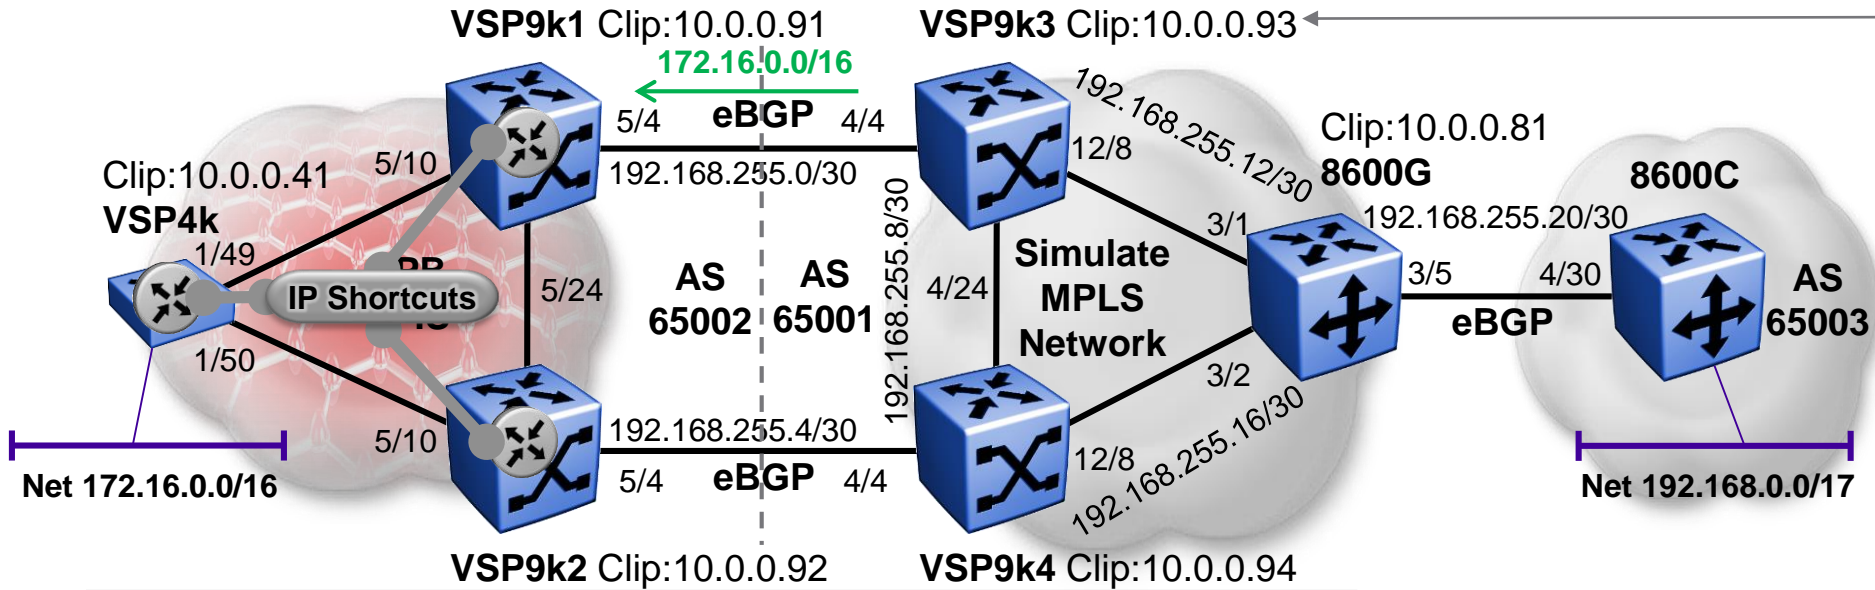 VSP9k1 Clip:10.0.0.91
VSP9k3 Clip:10.0.0.93
172.16.0.0/16
5/4 eBGP 4/4
192.168.255.0/30
192.168.255.12/30
12/8
Clip:10.0.0.81
8600G
8600C
Clip:10.0.0.41
VSP4k
5/10
1/49
192.168.255.8/30
3/1
192.168.255.20/30
IP Shortcuts
5/24
AS
65002
AS
65001
4/24
Simulate
MPLS
Network
3/5
4/30
eBGP
AS
65003
1/50
3/2
192.168.255.16/30
5/10
192.168.255.4/30
5/4 eBGP 4/4
12/8
Net 172.16.0.0/16
Net 192.168.0.0/17
VSP9k2 Clip:10.0.0.92
VSP9k4 Clip:10.0.0.94